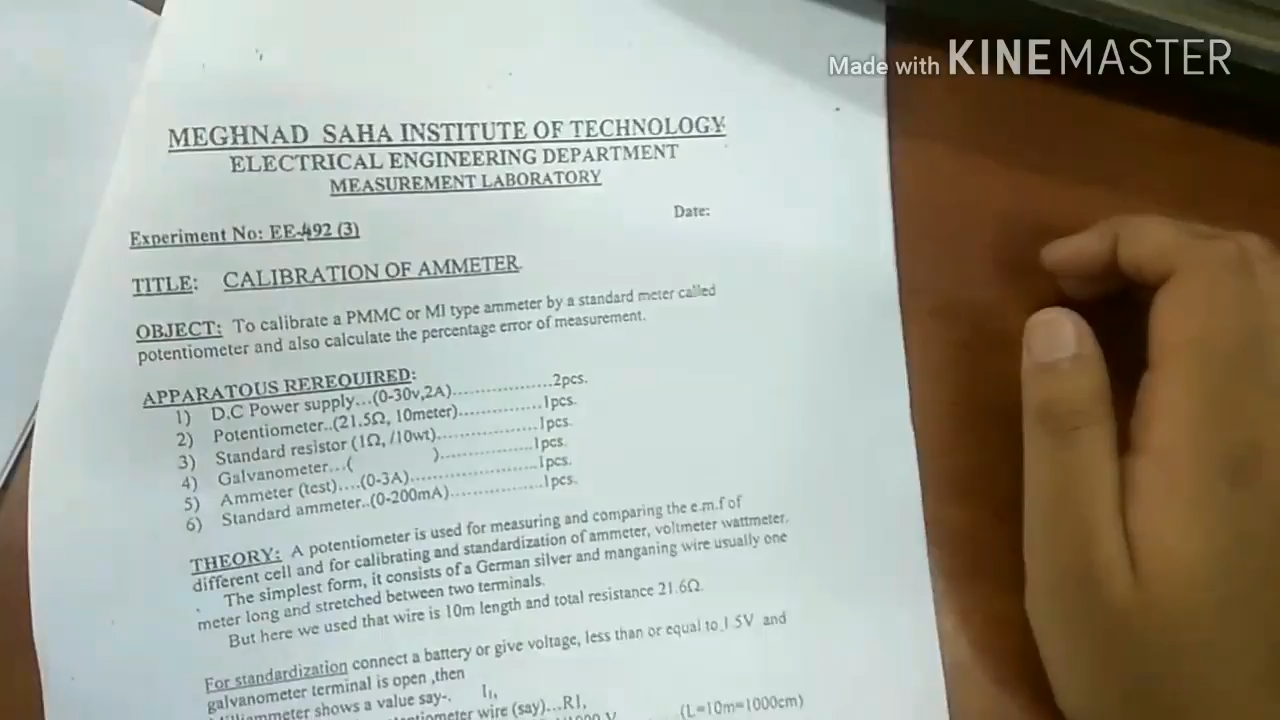 Made with KINEMASTER
MEGHNAD SAHA INSTITUTE OF TECHNOLOGY
ELECTRICAL ENGINEERING DEPARTMENT
MEASUREMENT LABORATORY
Date:
Experiment No: EE-492 (3)
TITLE: CALIBRATION OF AMMETER
OBJECT: To calibrate a PMMC or MI type ammeter by a standard meter called
potentiometer and also calculate the percentage error of measurement.
APPARATOUS REREQUIRED:
1) D.C Power supply...(0-30v,2A)...................2pcs.
2) Potentiometer..(21.5Ω, 10meter)................1pcs.
3) Standard resistor (1Ω, /10wt)...................1pcs.
4) Galvanometer...( )...................1pcs.
5) Ammeter (test)....(0-3A)........................1pcs.
6) Standard ammeter..(0-200mA)..................1pcs.
THEORY: A potentiometer is used for measuring and comparing the e.m.f of
different cell and for calibrating and standardization of ammeter, voltmeter wattmeter.
The simplest form, it consists of a German silver and manganing wire usually one
meter long and stretched between two terminals.
But here we used that wire is 10m length and total resistance 21.6Ω.
For standardization connect a battery or give voltage, less than or equal to 1.5V and
galvanometer terminal is open ,then
shows a value say-. I₁,
wire (say)...R1,
(L=10m=1000cm)